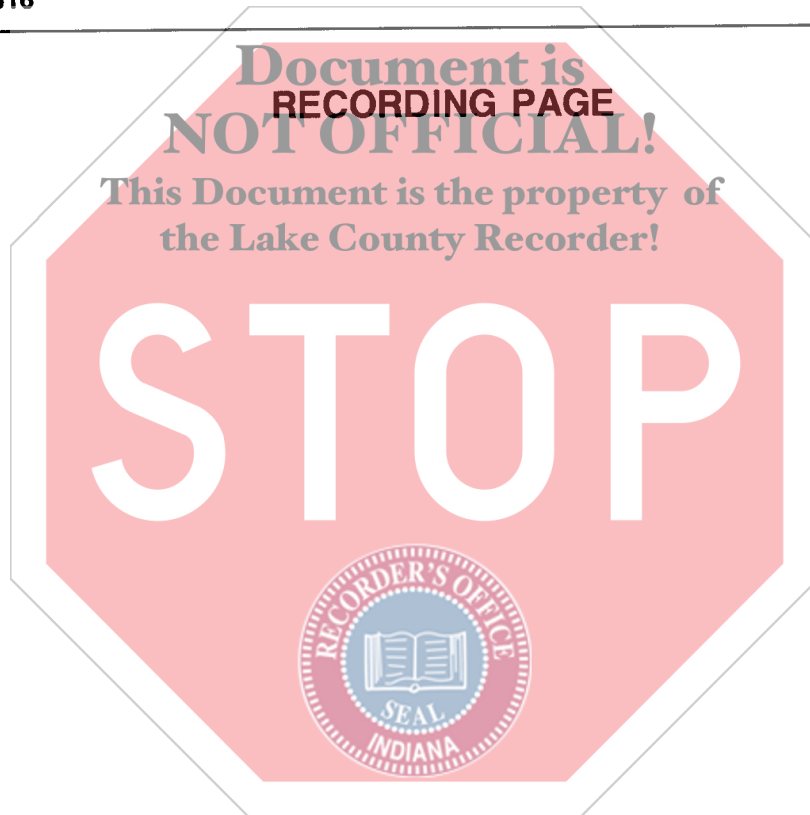 Document is
RECORDING PAGE
NOT OFFICIAL!
This Document is the property of
the Lake County Recorder!
STOP
RECORDER'S OFFICE
SEAL
INDIANA